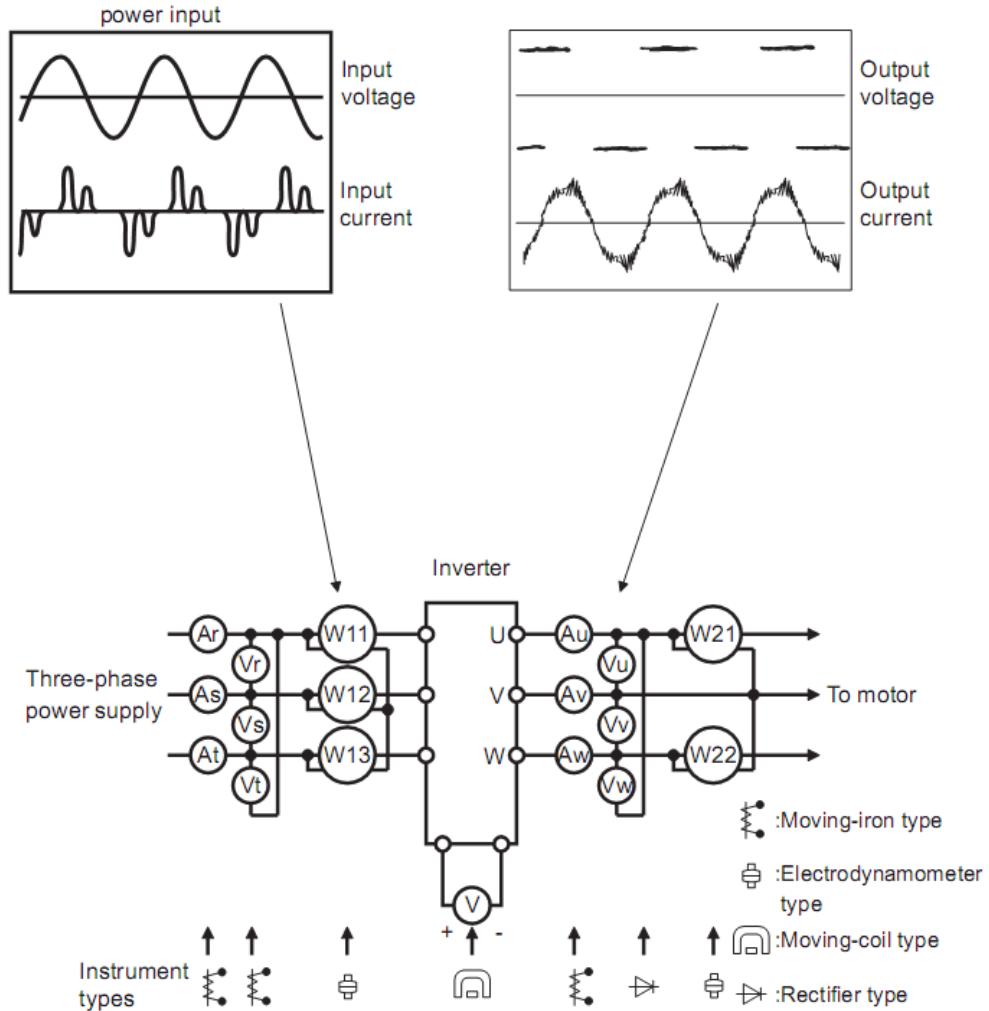 power input
Input
voltage
Input
current
Output
voltage
Output
current
Inverter
Ar
W11
U
Au
W21
Vr
Vu
Three-phase
power supply
As
W12
V
Av
To motor
Vs
Vv
At
W13
W
Aw
W22
Vt
Vw
:Moving-iron type
:Electrodynamometer
type
V
+ -
:Moving-coil type
Instrument
types
:Rectifier type